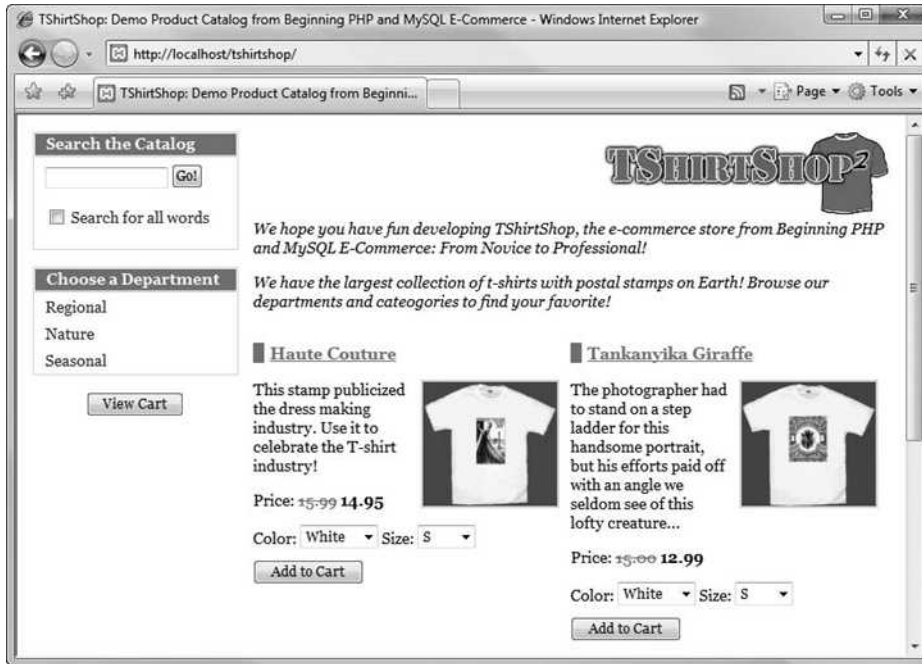 TShirtShop: Demo Product Catalog from Beginning PHP and MySQL E-Commerce - Windows Internet Explorer
http://localhost/tshirtshop/
TShirtShop: Demo Product Catalog from Beginni...
Page
Tools
Search the Catalog
Go!
Search for all words
Choose a Department
Regional
Nature
Seasonal
View Cart
TShirtShop²
We hope you have fun developing TShirtShop, the e-commerce store from Beginning PHP
and MySQL E-Commerce: From Novice to Professional!
We have the largest collection of t-shirts with postal stamps on Earth! Browse our
departments and cateogories to find your favorite!
Haute Couture
This stamp publicized
the dress making
industry. Use it to
celebrate the T-shirt
industry!
Price: 15.99 14.95
Color: White Size: S
Add to Cart
Tankanyika Giraffe
The photographer had
to stand on a step
ladder for this
handsome portrait,
but his efforts paid off
with an angle we
seldom see of this
lofty creature...
Price: 15.00 12.99
Color: White Size: S
Add to Cart